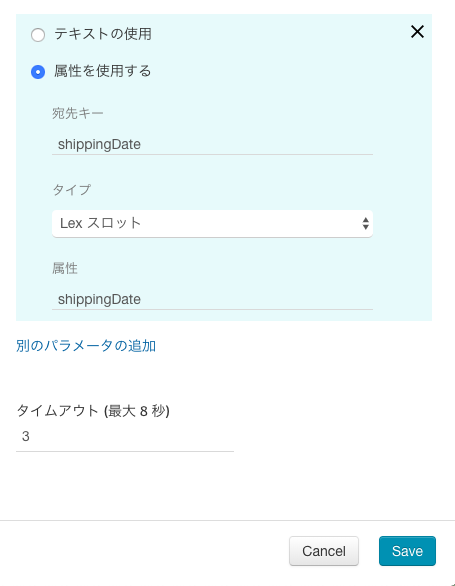 テキストの使用
属性を使用する
宛先キー
shippingDate
タイプ
Lex スロット
属性
shippingDate
別のパラメータの追加
タイムアウト (最大 8 秒)
3
Cancel
Save